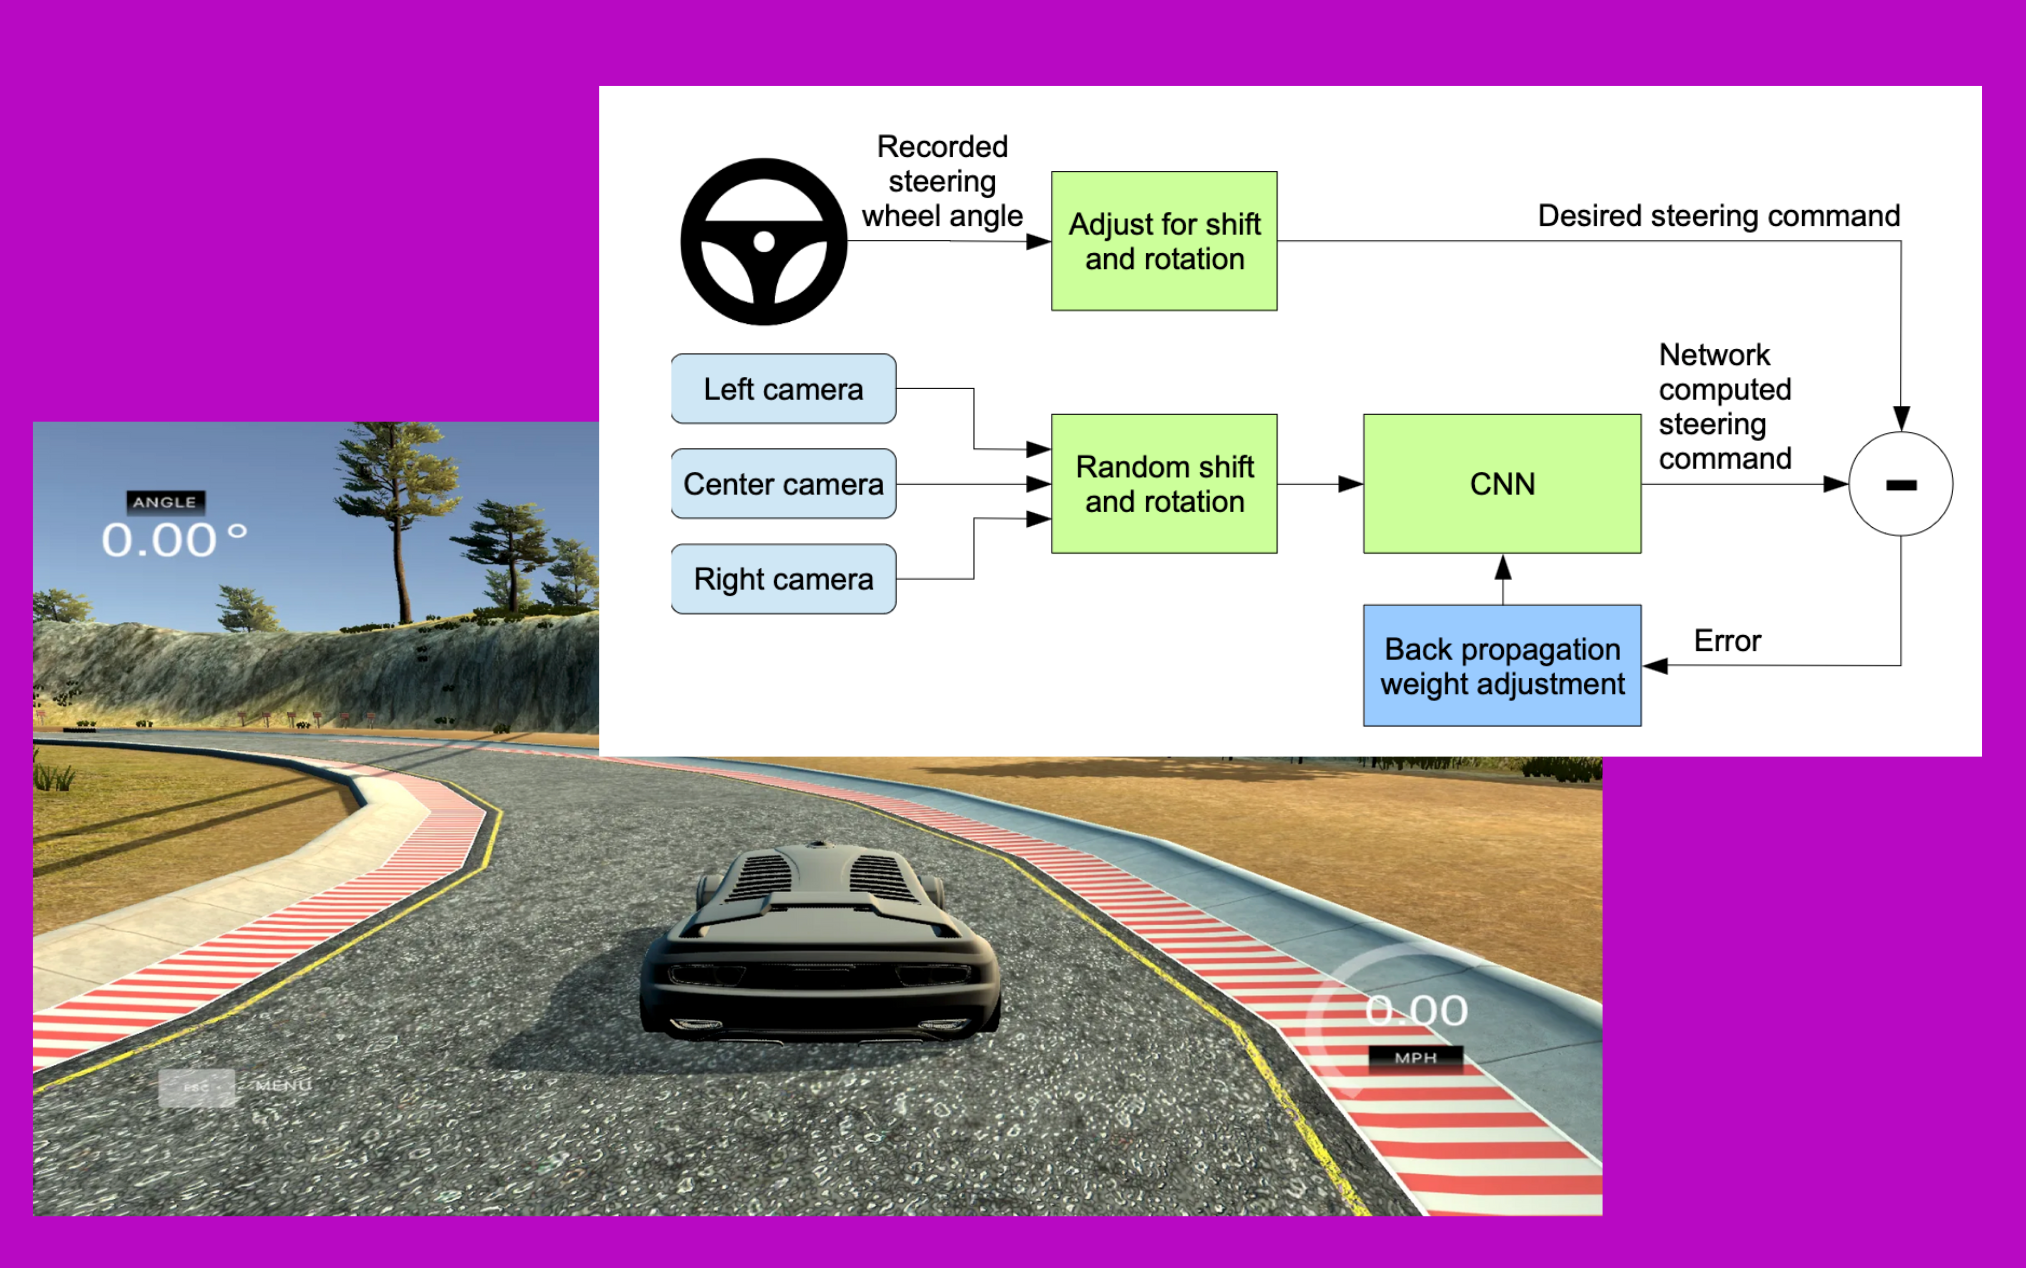 Recorded
steering
wheel angle
Adjust for shift
and rotation
Desired steering command
Left camera
Center camera
Right camera
Random shift
and rotation
CNN
Network
computed
steering
command
-
Back propagation
weight adjustment
Error
ANGLE
0.00°
0.00
MPH
ESC
MENU